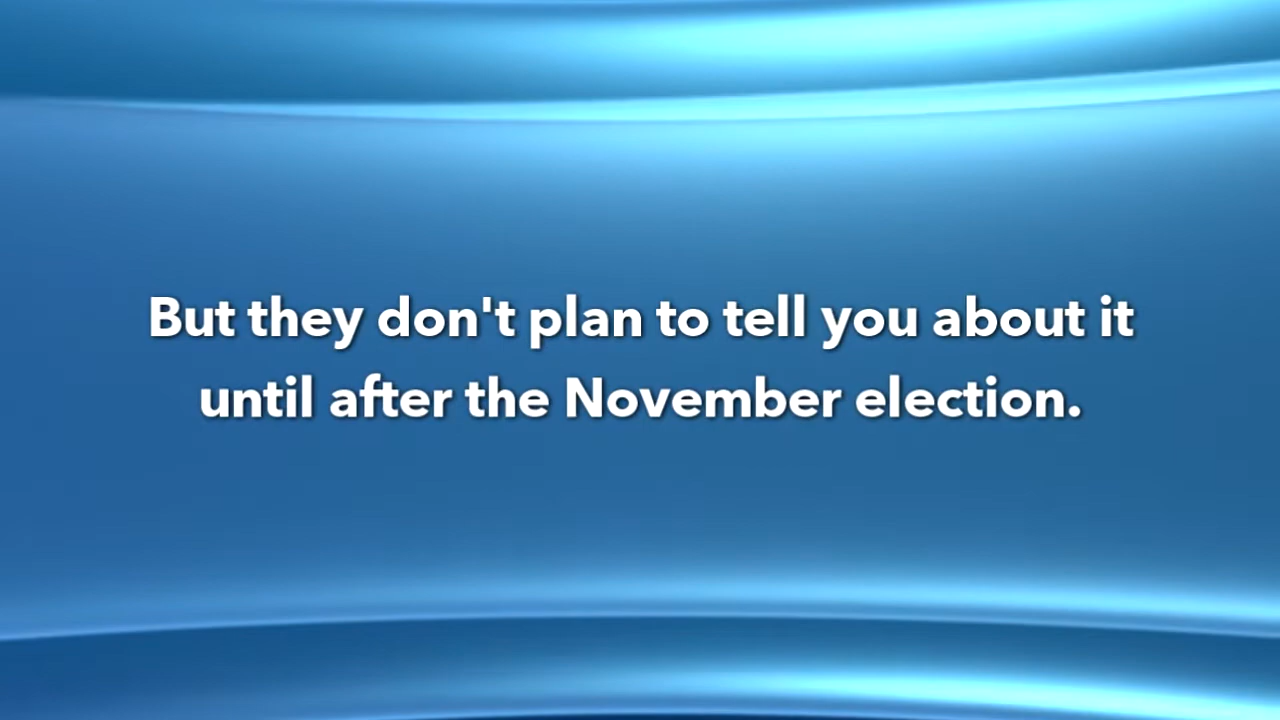 But they don't plan to tell you about it
until after the November election.